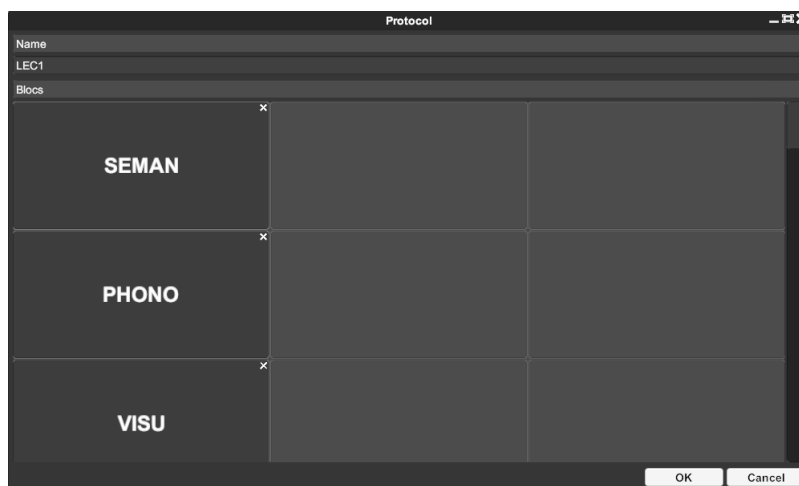 Protocol
Name
LEC1
Blocs
SEMAN
PHONO
VISU
OK Cancel